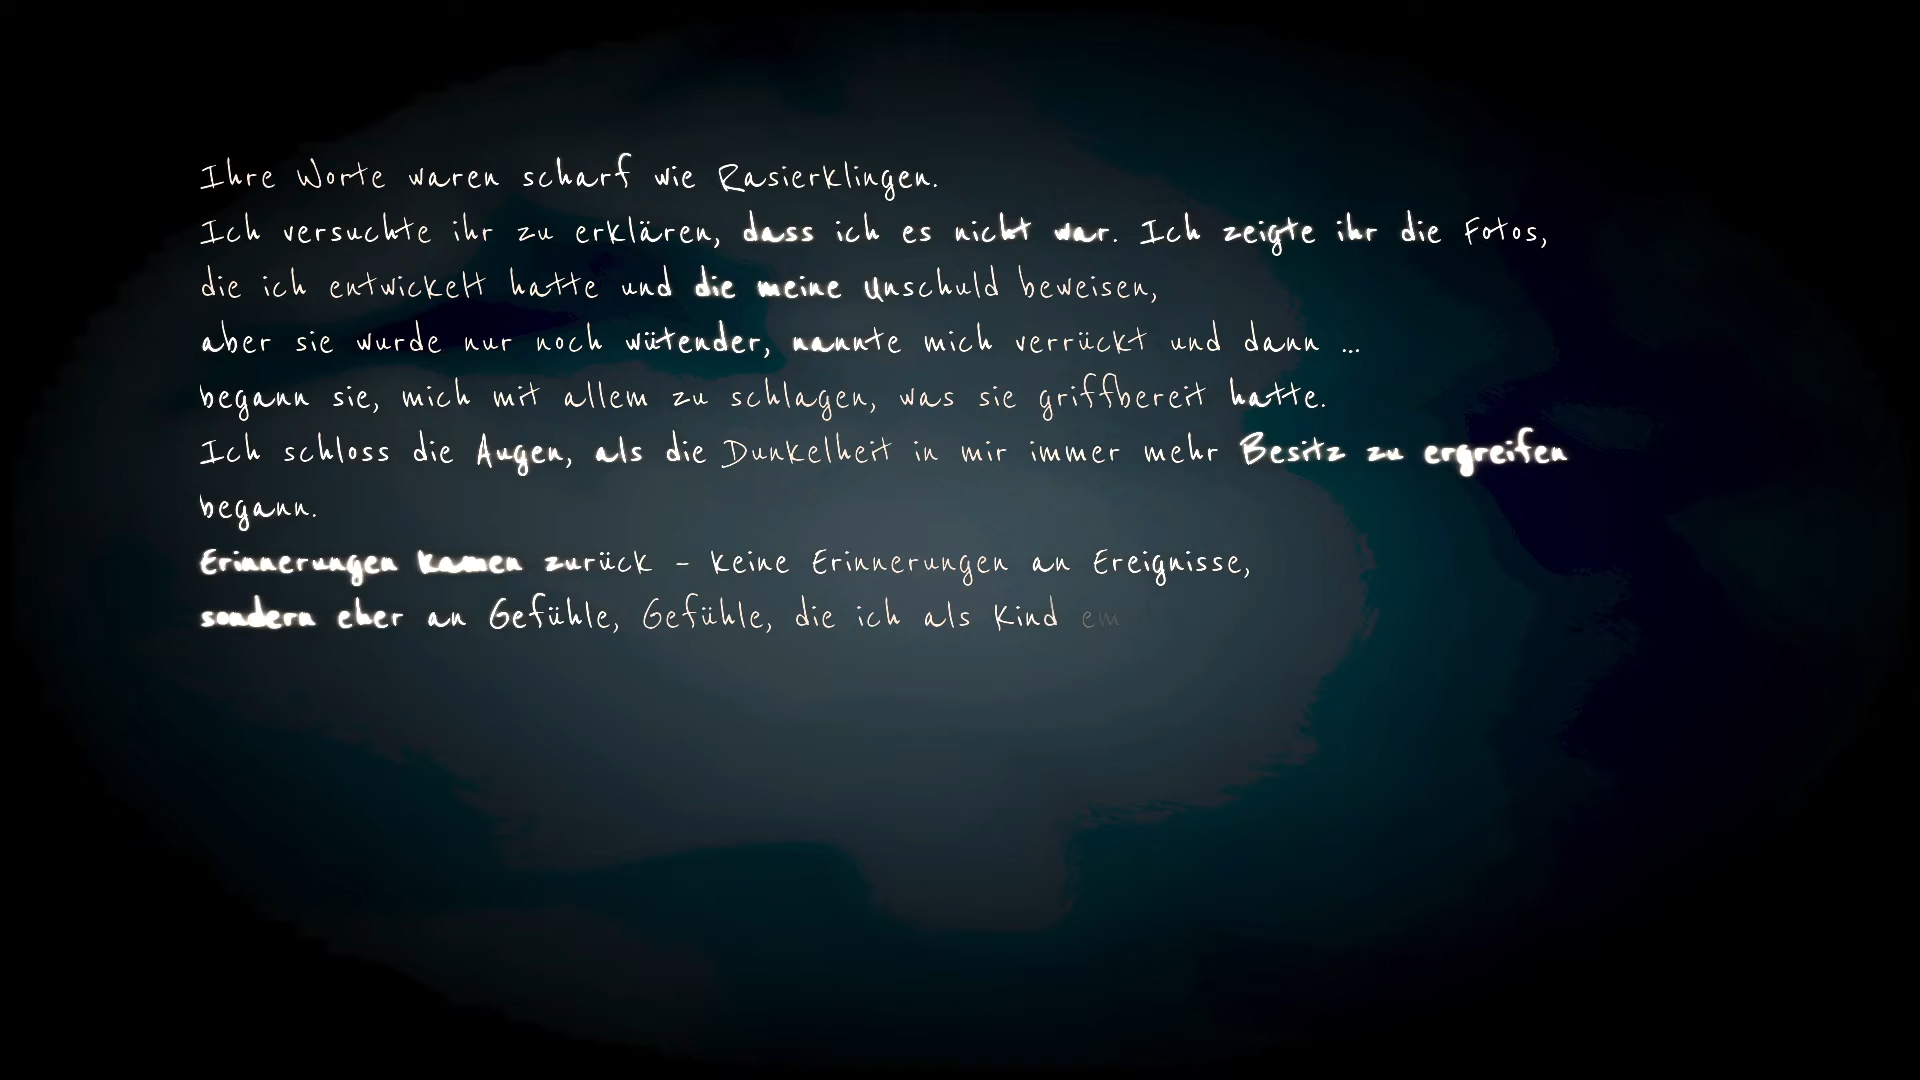 Ihre Worte waren scharf wie Rasierklingen.
Ich versuchte ihr zu erklären, dass ich es nicht war. Ich zeigte ihr die Fotos,
die ich entwickelt hatte und die meine Unschuld beweisen,
aber sie wurde nur noch wütender, nannte mich verrückt und dann ...
begann sie, mich mit allem zu schlagen, was sie griffbereit hatte.
Ich schloss die Augen, als die Dunkelheit in mir immer mehr Besitz zu ergreifen
begann.
Erinnerungen kamen zurück - keine Erinnerungen an Ereignisse,
sondern eher an Gefühle, Gefühle, die ich als Kind em